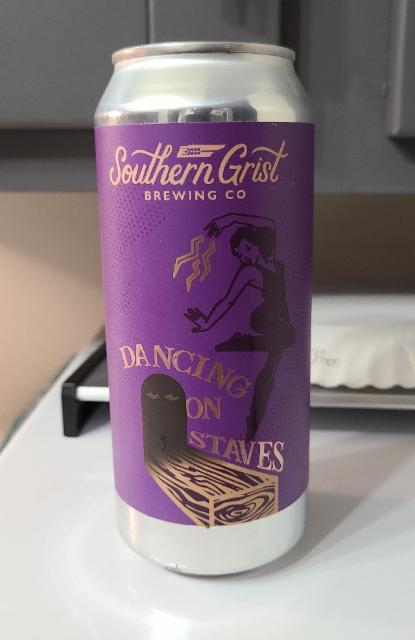 Southern Grist
BREWING CO
DANCING
ON
STAVES